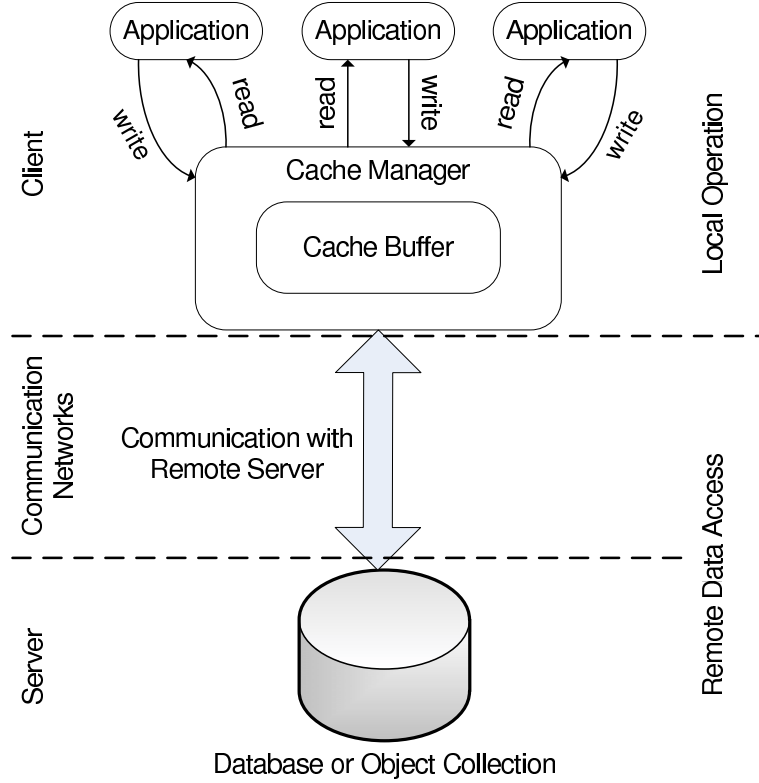 Application
Application
Application
write
read
read
write
read
write
Client
Cache Manager
Cache Buffer
Local Operation
Communication
Networks
Communication with
Remote Server
Remote Data Access
Server
Database or Object Collection